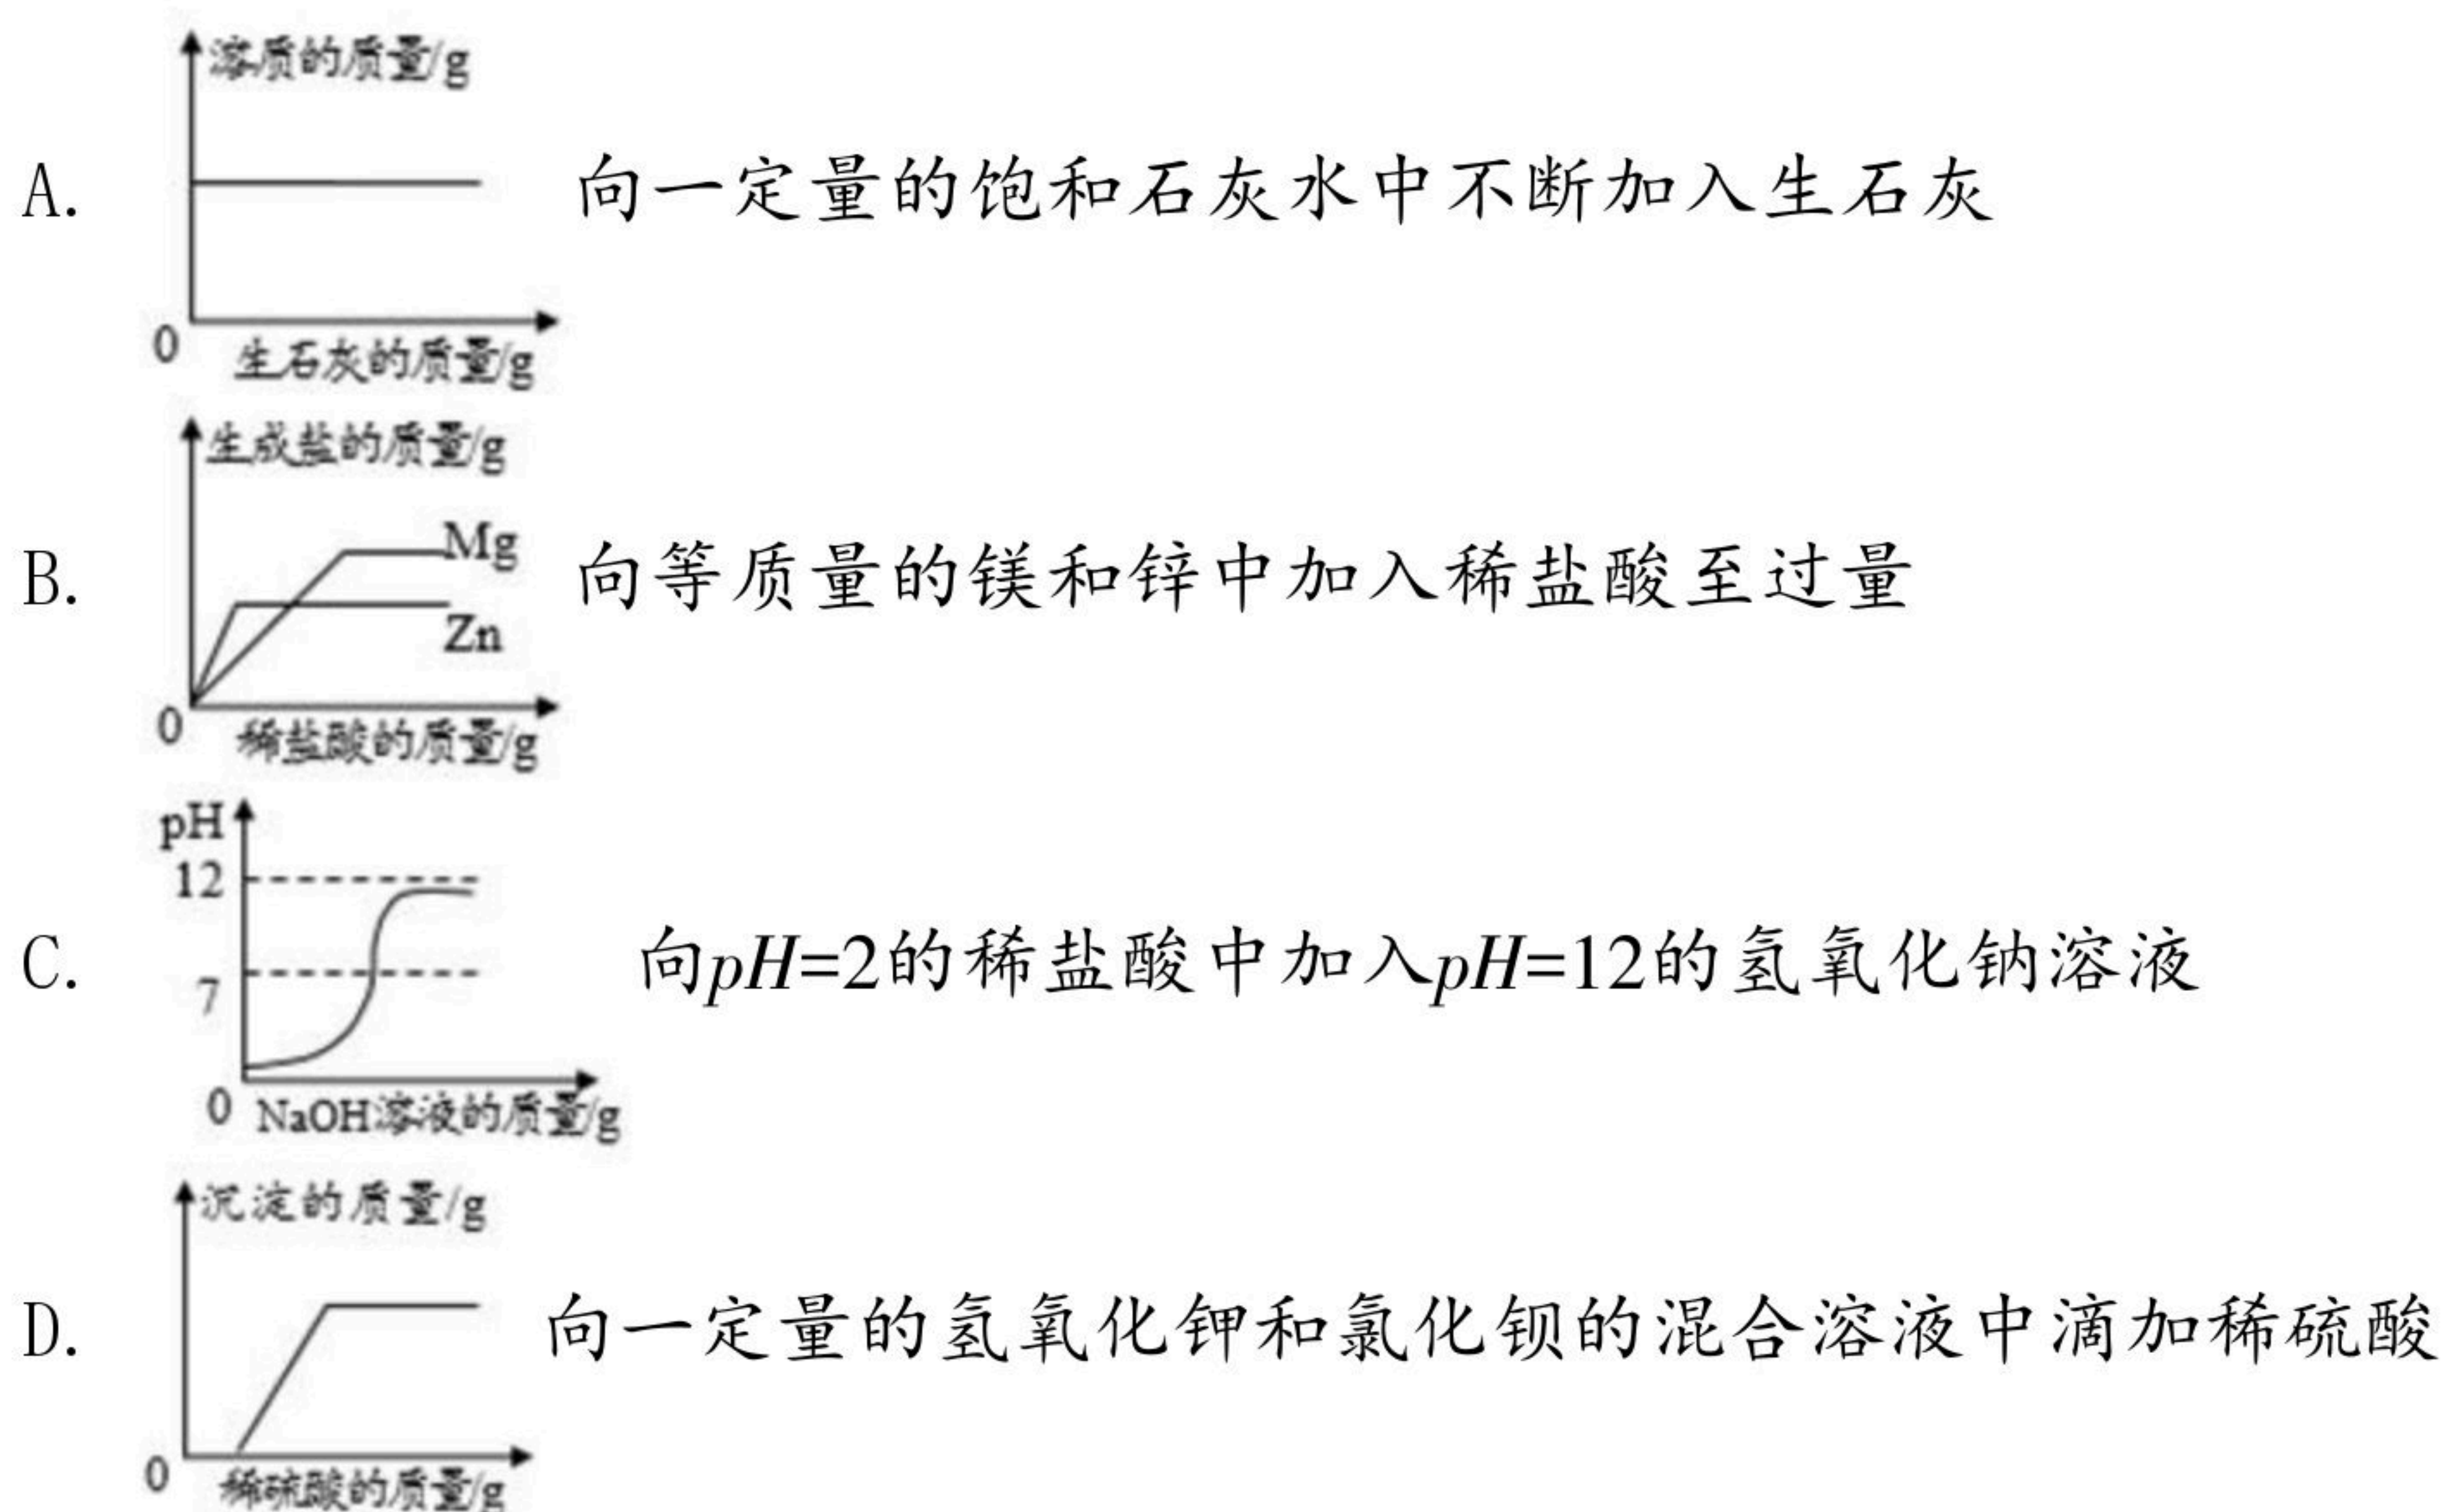 溶质的质量/g
A.
向一定量的饱和石灰水中不断加入生石灰
0
生石灰的质量/g
生成盐的质量/g
Mg
B.
向等质量的镁和锌中加入稀盐酸至过量
Zn
0
稀盐酸的质量/g
pH
12
C.
向pH=2的稀盐酸中加入pH=12的氢氧化钠溶液
7
0
NaOH溶液的质量/g
沉淀的质量/g
D.
向一定量的氢氧化钾和氯化钡的混合溶液中滴加稀硫酸
0
稀硫酸的质量/g